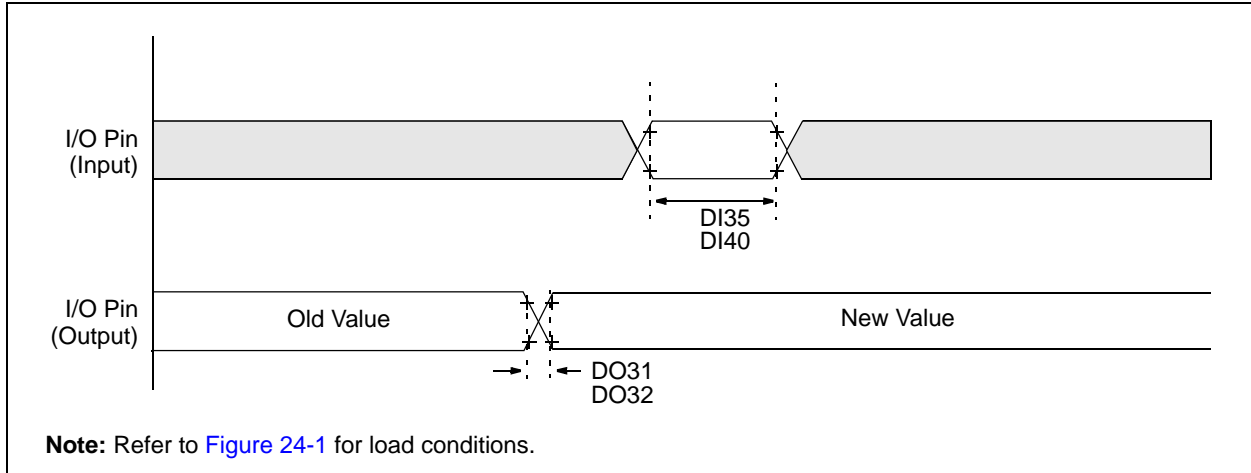 I/O Pin
(Input)
DI35
DI40
I/O Pin
(Output)
Old Value
New Value
DO31
DO32
Note: Refer to Figure 24-1 for load conditions.